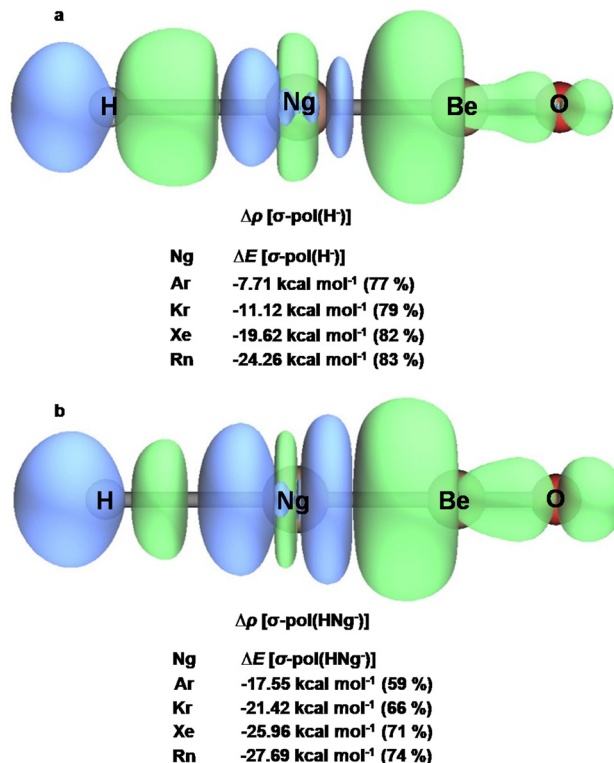 a
H Ng Be O
Δρ [σ-pol(H⁻)]
Ng ΔE [σ-pol(H⁻)]
Ar -7.71 kcal mol⁻¹ (77 %)
Kr -11.12 kcal mol⁻¹ (79 %)
Xe -19.62 kcal mol⁻¹ (82 %)
Rn -24.26 kcal mol⁻¹ (83 %)
b
H Ng Be O
Δρ [σ-pol(HNg⁻)]
Ng ΔE [σ-pol(HNg⁻)]
Ar -17.55 kcal mol⁻¹ (59 %)
Kr -21.42 kcal mol⁻¹ (66 %)
Xe -25.96 kcal mol⁻¹ (71 %)
Rn -27.69 kcal mol⁻¹ (74 %)